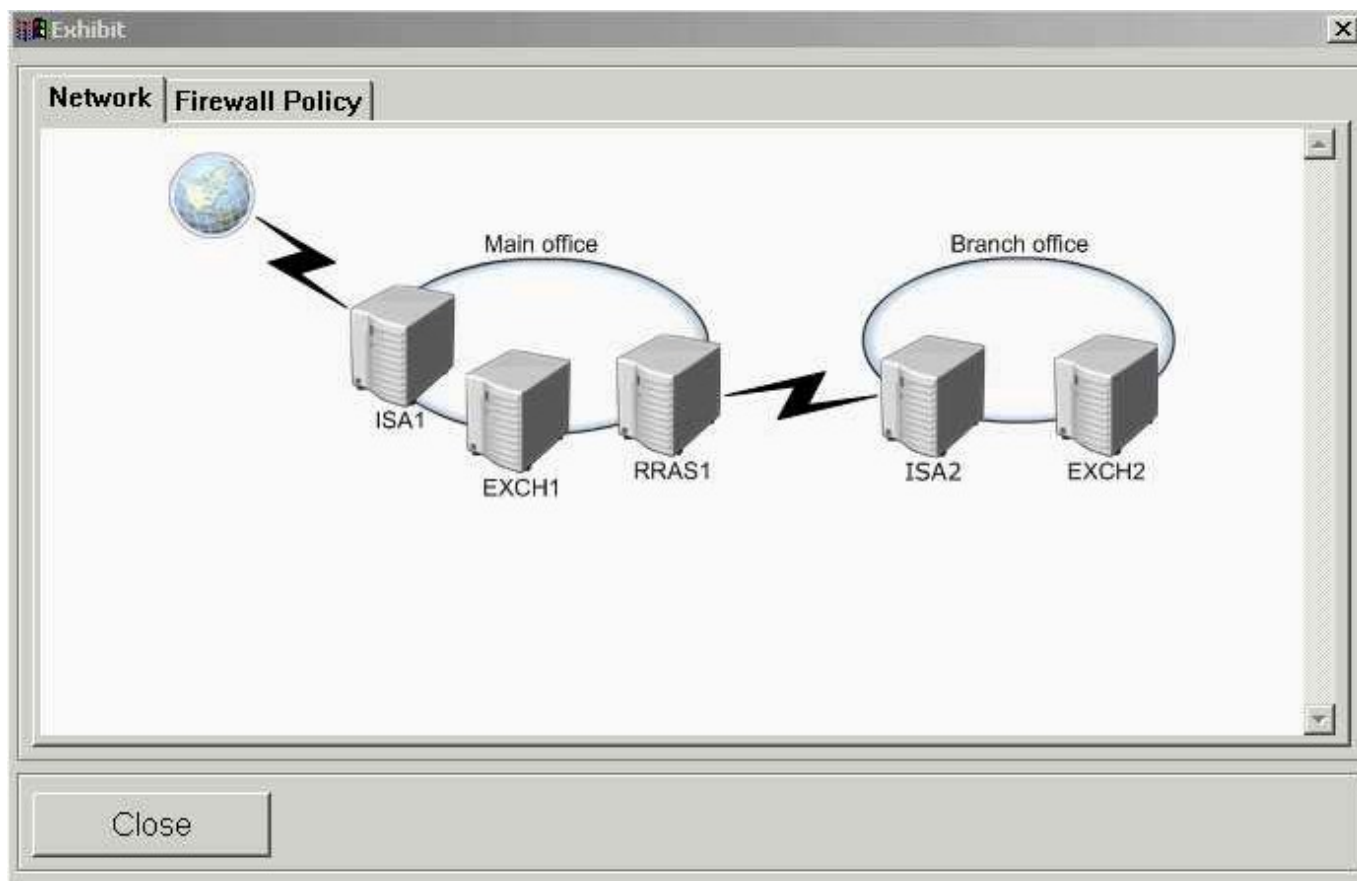 Exhibit
Network
Firewall Policy
Main office
Branch office
ISA1
EXCH1
RRAS1
ISA2
EXCH2
Close